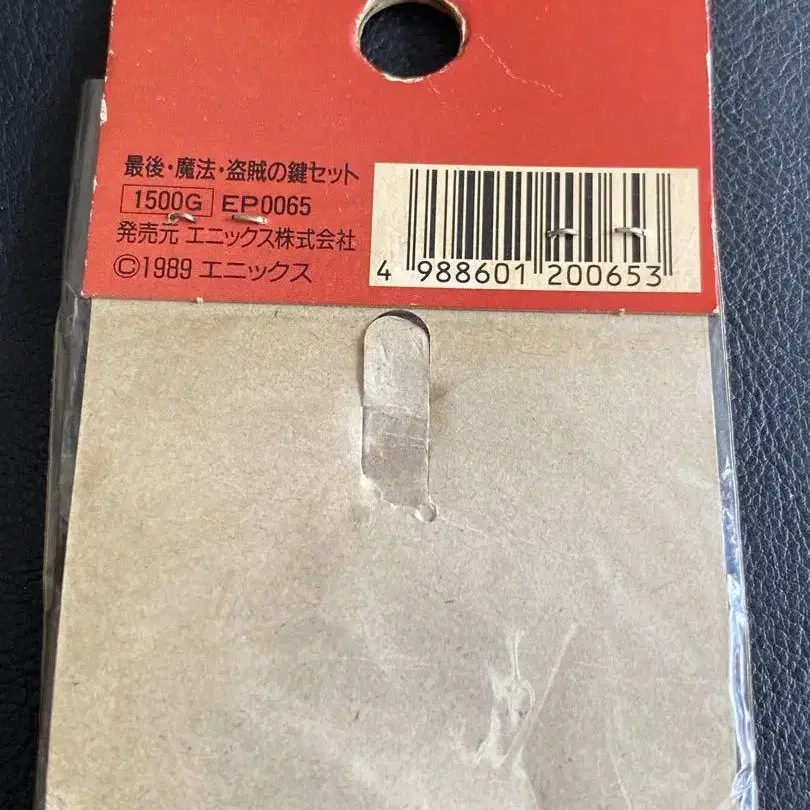 最後・魔法・盗賊の鍵セット
1500G EP0065
発売元 エニックス株式会社
©1989 エニックス
4 988601 200653